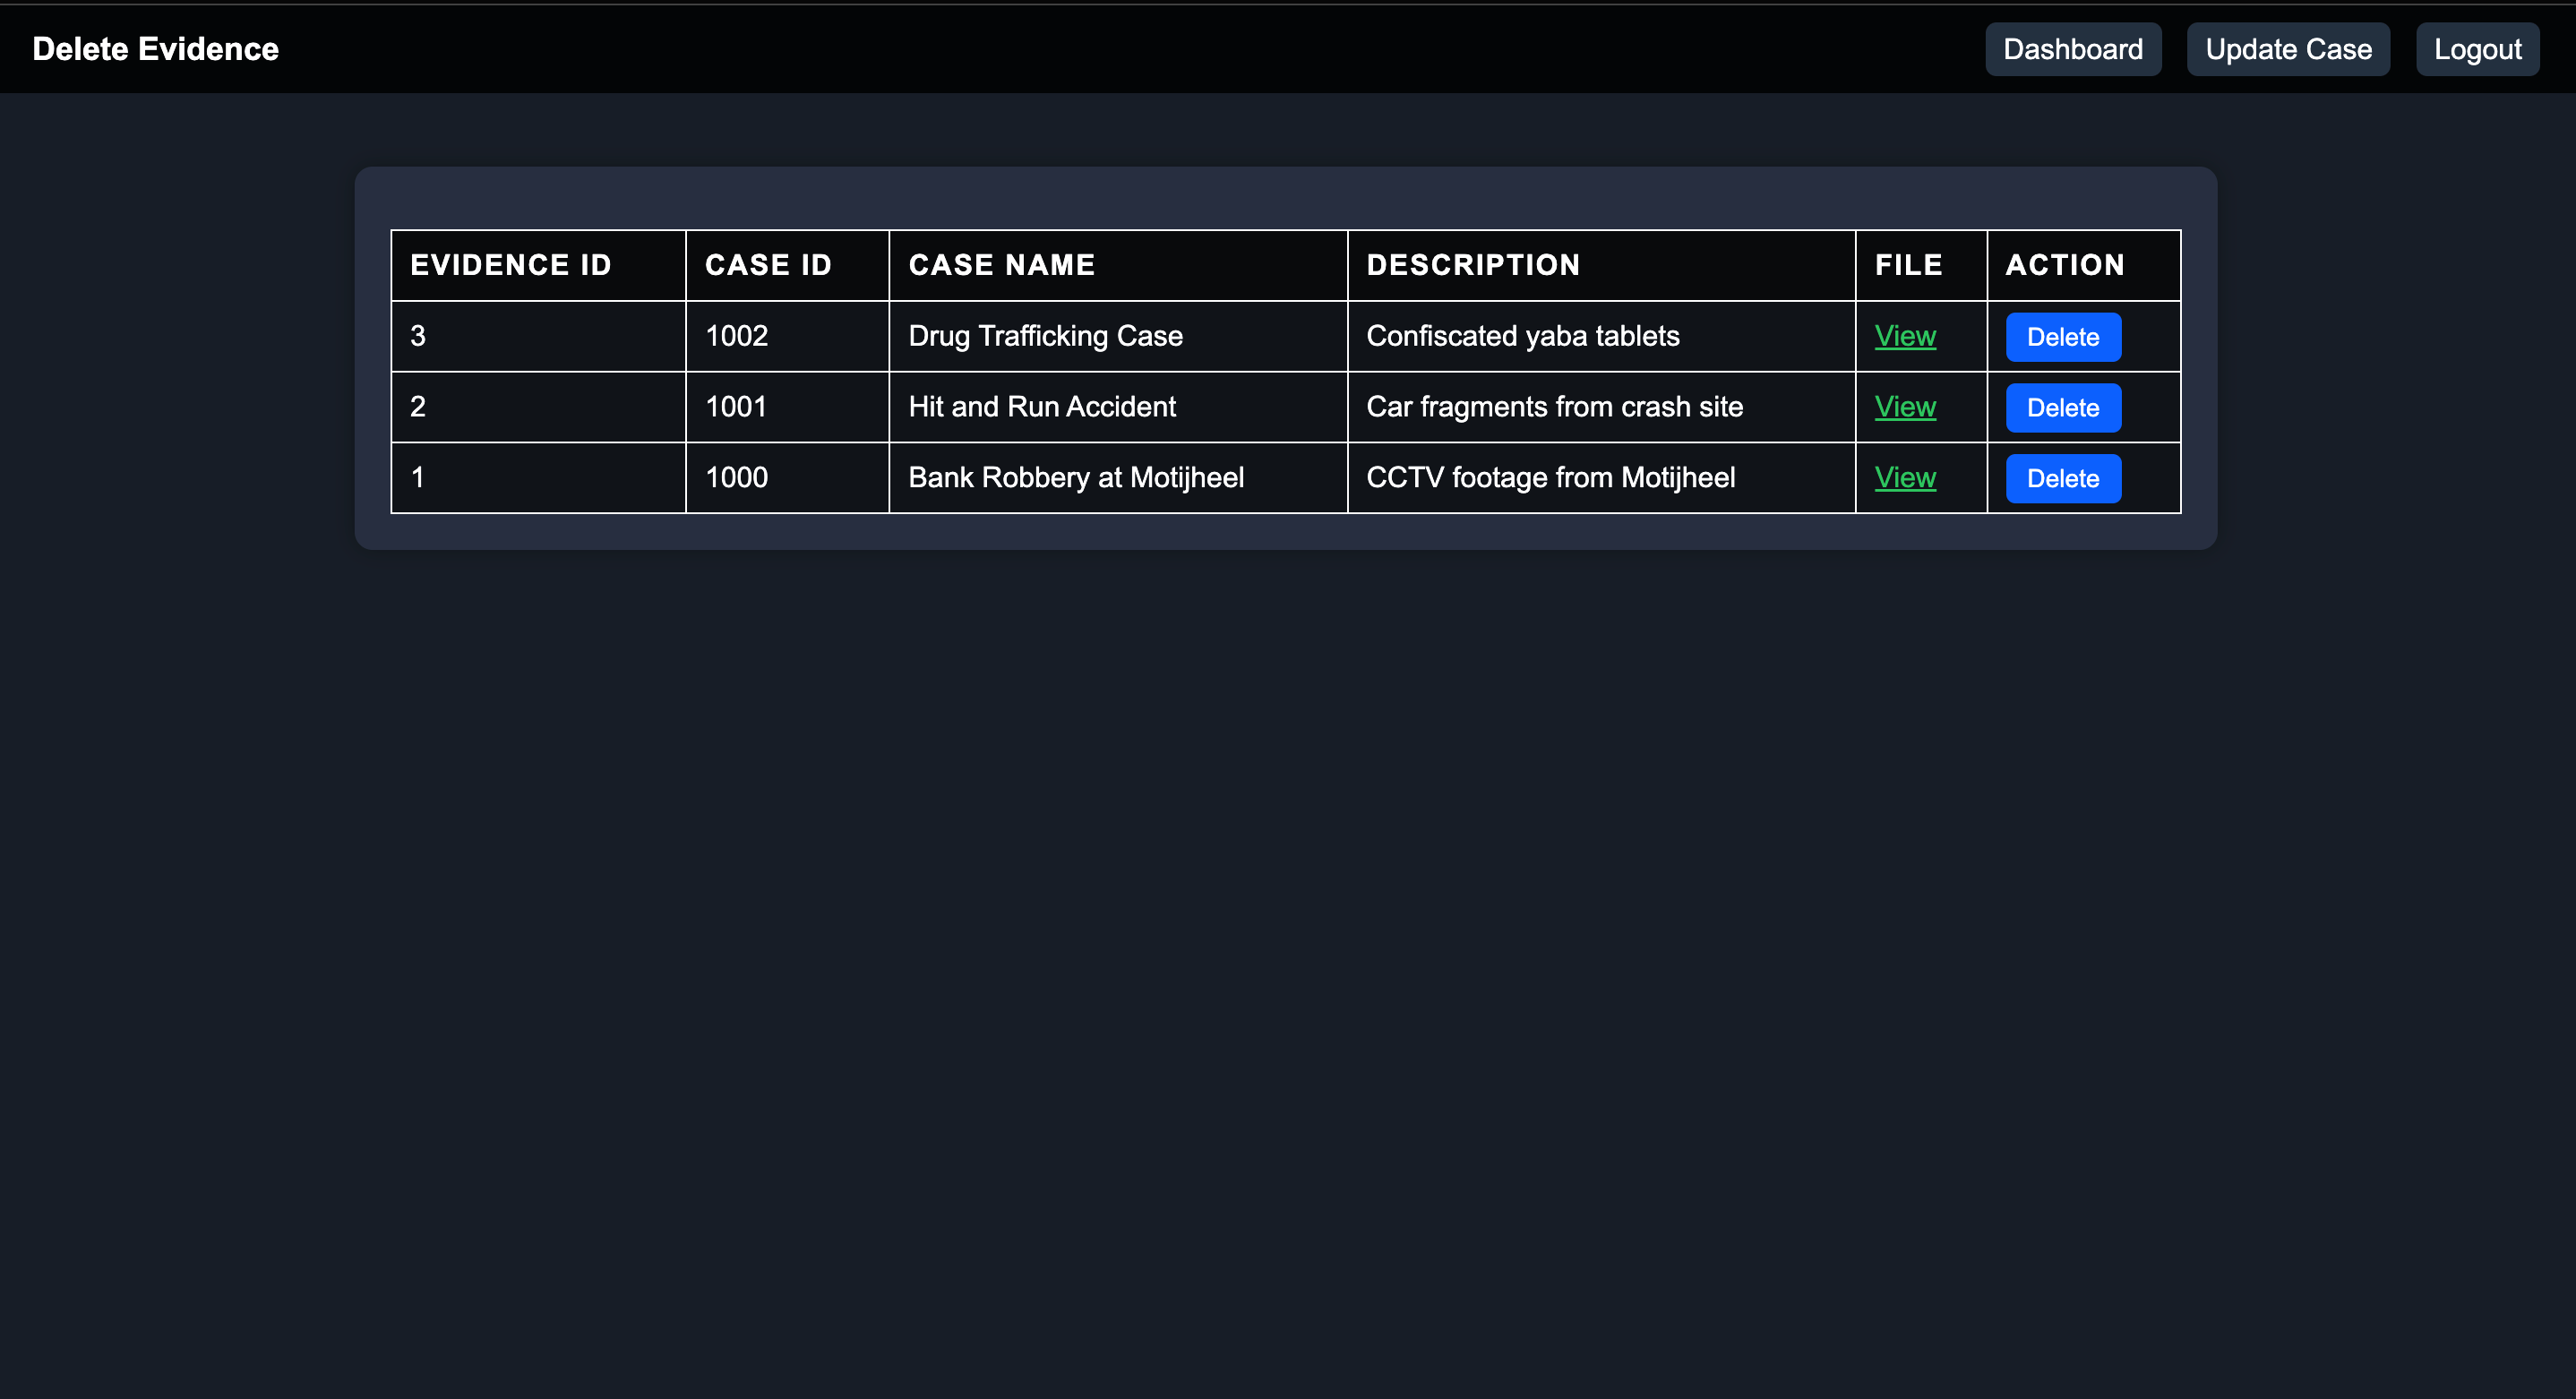 Delete Evidence Dashboard Update Case Logout
EVIDENCE ID CASE ID CASE NAME DESCRIPTION FILE ACTION
3 1002 Drug Trafficking Case Confiscated yaba tablets View Delete
2 1001 Hit and Run Accident Car fragments from crash site View Delete
1 1000 Bank Robbery at Motijheel CCTV footage from Motijheel View Delete